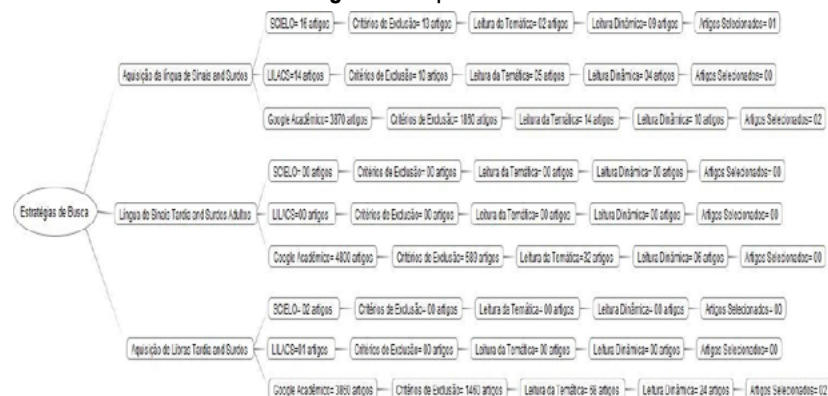 SCIELO= 16 artigos Critérios de Exclusão= 13 artigos Leitura da Temática= 02 artigos Leitura Dinâmica= 09 artigos Artigos Selecionados= 01
Aquisição da língua de Sinais and Surdos
LILACS=14 artigos Critérios de Exclusão= 10 artigos Leitura da Temática= 05 artigos Leitura Dinâmica= 04 artigos Artigos Selecionados= 00
Google Acadêmico= 3870 artigos Critérios de Exclusão= artigos Leitura da Temática= 14 artigos Leitura Dinâmica= 10 artigos Artigos Selecionados= 02
SCIELO= 00 artigos Critérios de Exclusão= 00 artigos Leitura da Temática= 00 artigos Leitura Dinâmica= 00 artigos Artigos Selecionados= 00
Estratégias de Busca
Língua de Sinais Tardia and Surdos Adultos
LILACS=00 artigos Critérios de Exclusão= 00 artigos Leitura da Temática= 00 artigos Leitura Dinâmica= 00 artigos Artigos Selecionados= 00
Google Acadêmico= 4800 artigos Critérios de Exclusão= artigos Leitura da Temática=32 artigos Leitura Dinâmica= 06 artigos Artigos Selecionados= 00
SCIELO= 02 artigos Critérios de Exclusão= 00 artigos Leitura da Temática= 00 artigos Leitura Dinâmica= 00 artigos Artigos Selecionados= 00
Aquisição de Libras Tardia and Surdos
LILACS=01 artigos Critérios de Exclusão= 00 artigos Leitura da Temática= 00 artigos Leitura Dinâmica= 00 artigos Artigos Selecionados= 00
Google Acadêmico= artigos Critérios de Exclusão= 1460 artigos Leitura da Temática= artigos Leitura Dinâmica= 24 artigos Artigos Selecionados= 02